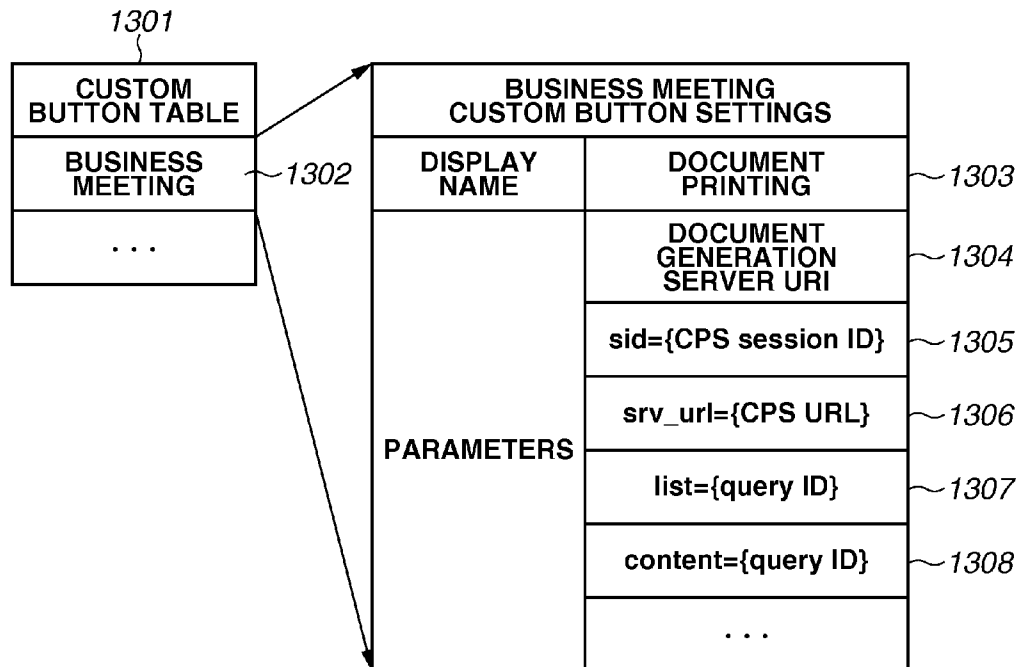 1301
CUSTOM
BUTTON TABLE
BUSINESS
MEETING
1302
. . .
BUSINESS MEETING
CUSTOM BUTTON SETTINGS
DISPLAY
NAME
DOCUMENT
PRINTING
1303
PARAMETERS
DOCUMENT
GENERATION
SERVER URI
1304
sid={CPS session ID}
1305
srv_url={CPS URL}
1306
list={query ID}
1307
content={query ID}
1308
. . .